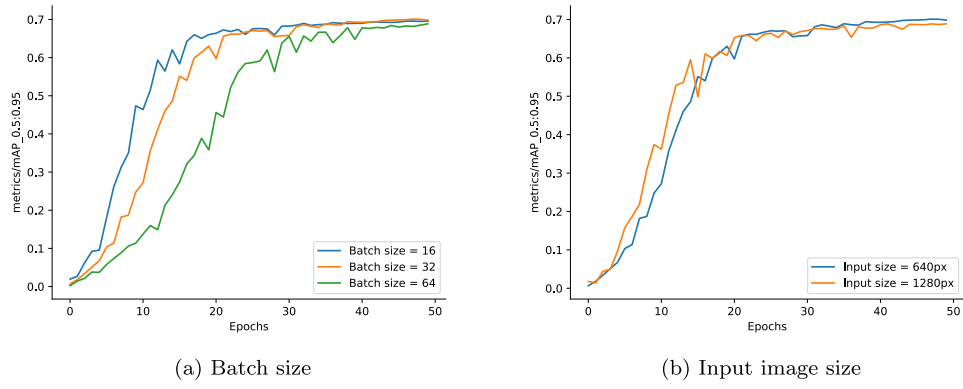 0.7
0.6
0.5
0.4
0.3
0.2
0.1
0.0
metrics/mAP_0.5:0.95
0
10
20
30
40
50
Epochs
Batch size = 16
Batch size = 32
Batch size = 64
(a) Batch size
0.7
0.6
0.5
0.4
0.3
0.2
0.1
0.0
metrics/mAP_0.5:0.95
0
10
20
30
40
50
Epochs
Input size = 640px
Input size = 1280px
(b) Input image size